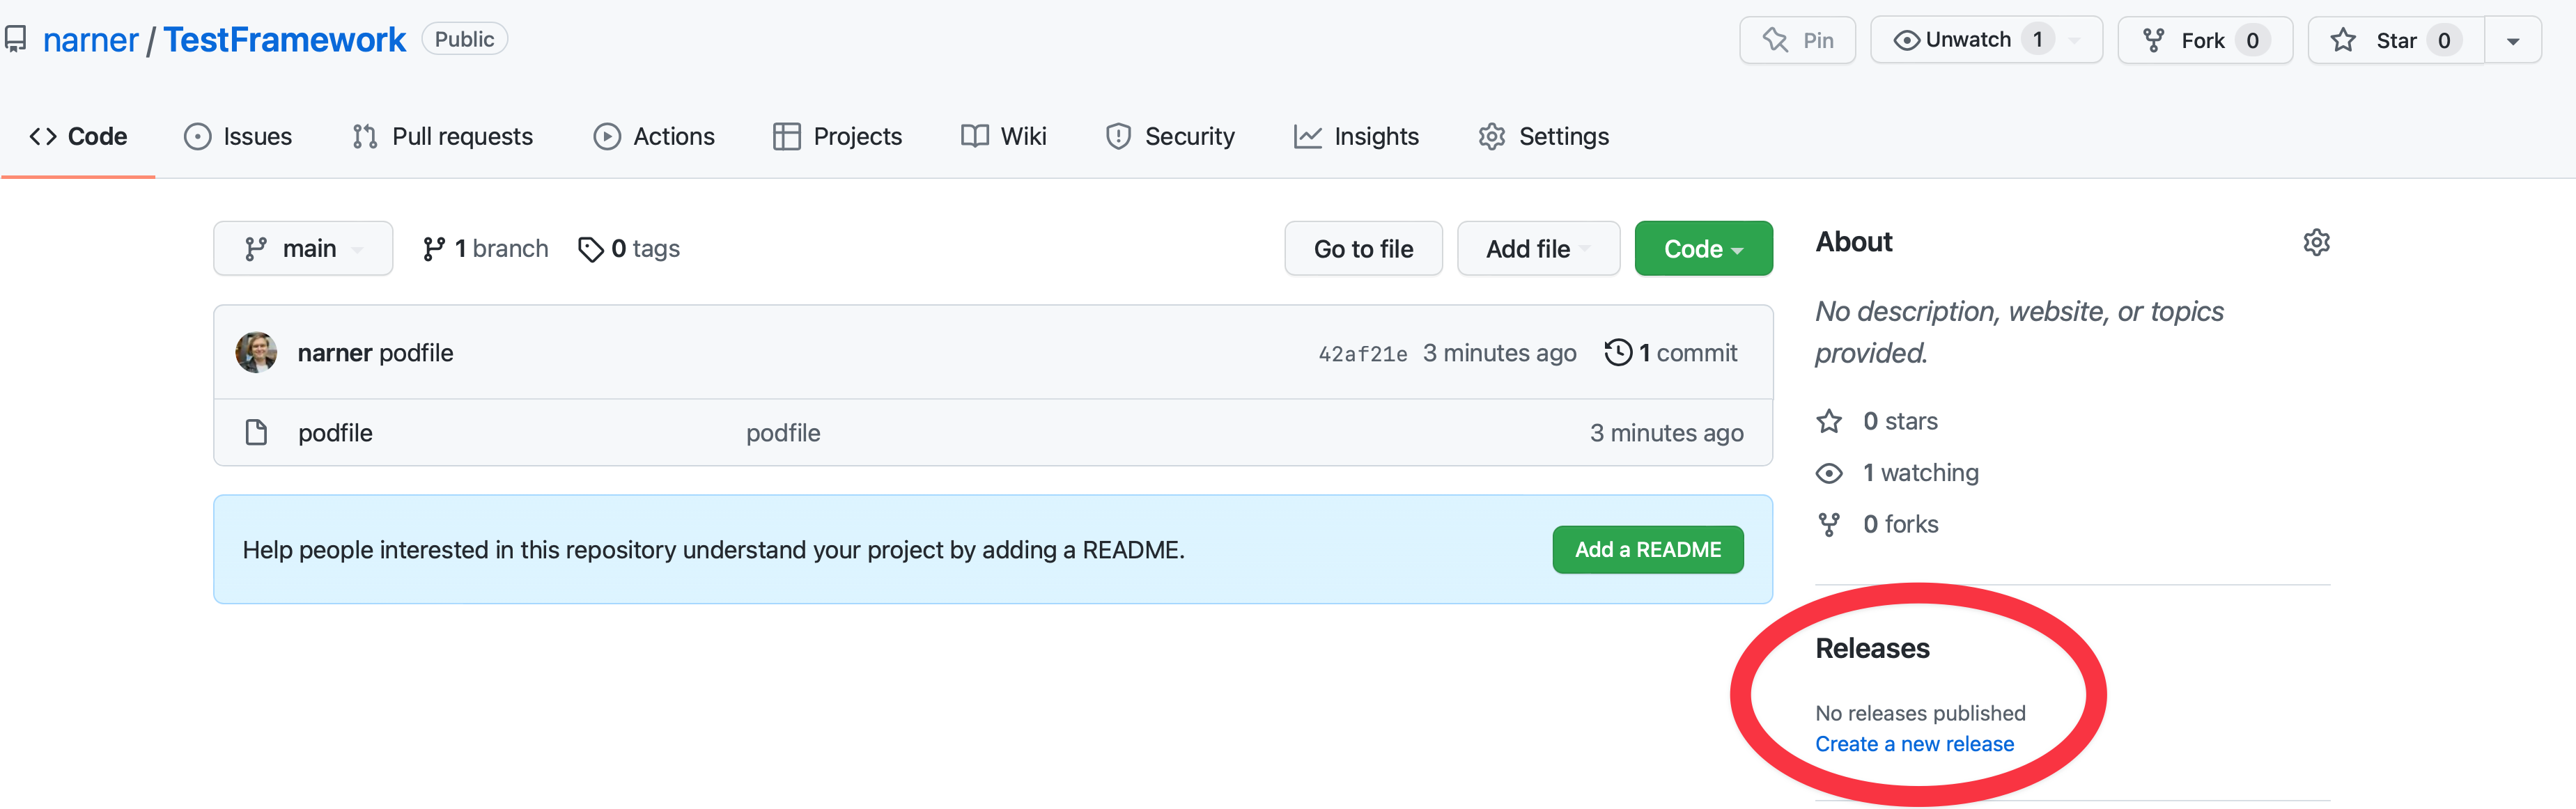 narner / TestFramework Public Pin Unwatch 1 Fork 0 Star 0
Code Issues Pull requests Actions Projects Wiki Security Insights Settings
main 1 branch 0 tags Go to file Add file Code
narner podfile 42af21e 3 minutes ago 1 commit
podfile podfile 3 minutes ago
Help people interested in this repository understand your project by adding a README. Add a README
About
No description, website, or topics
provided.
0 stars
1 watching
0 forks
Releases
No releases published
Create a new release